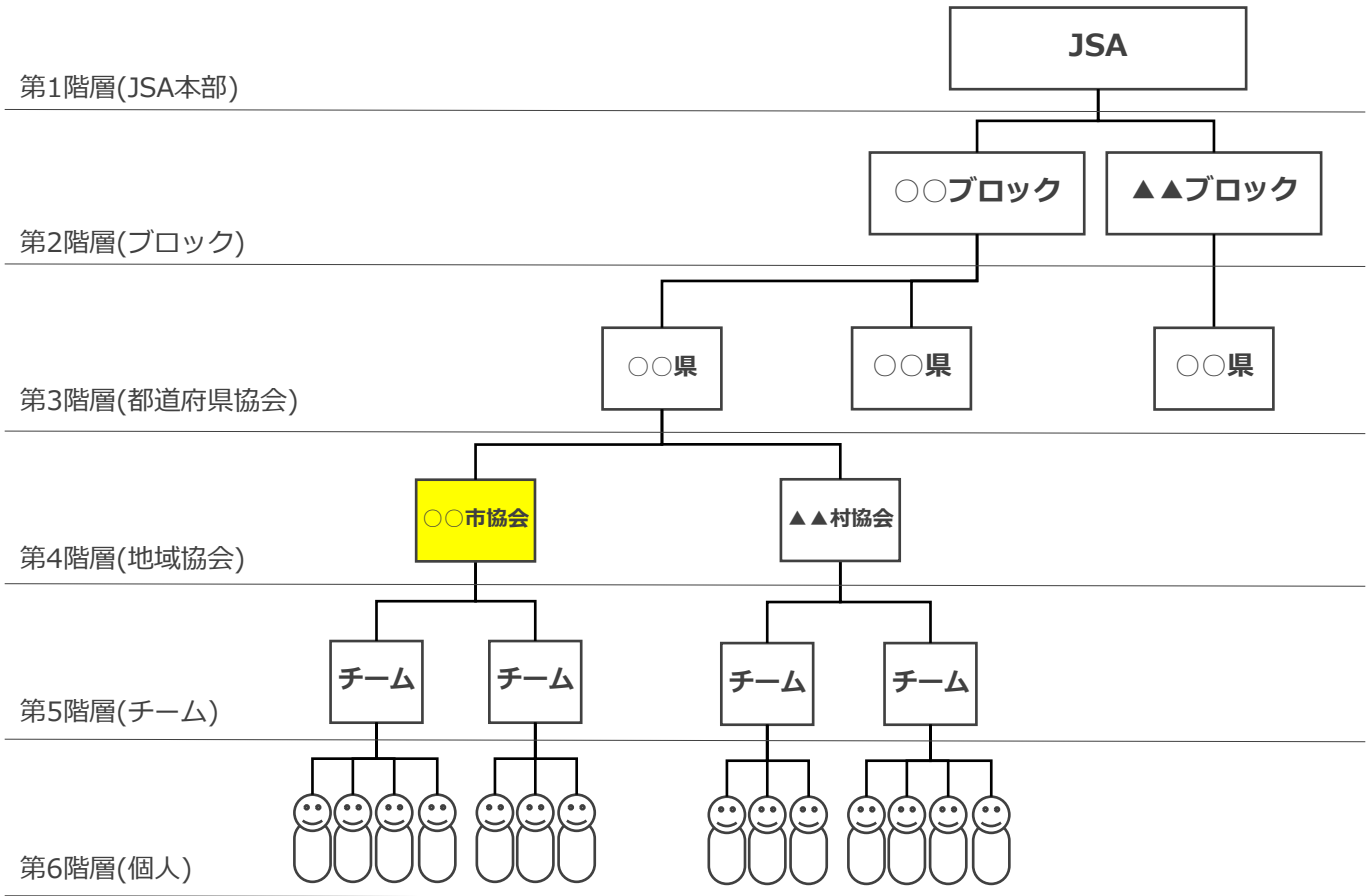 JSA
第1階層(JSA本部)
○○ブロック
▲▲ブロック
第2階層(ブロック)
○○県
○○県
○○県
第3階層(都道府県協会)
○○市協会
▲▲村協会
第4階層(地域協会)
チーム
チーム
チーム
チーム
第5階層(チーム)
第6階層(個人)